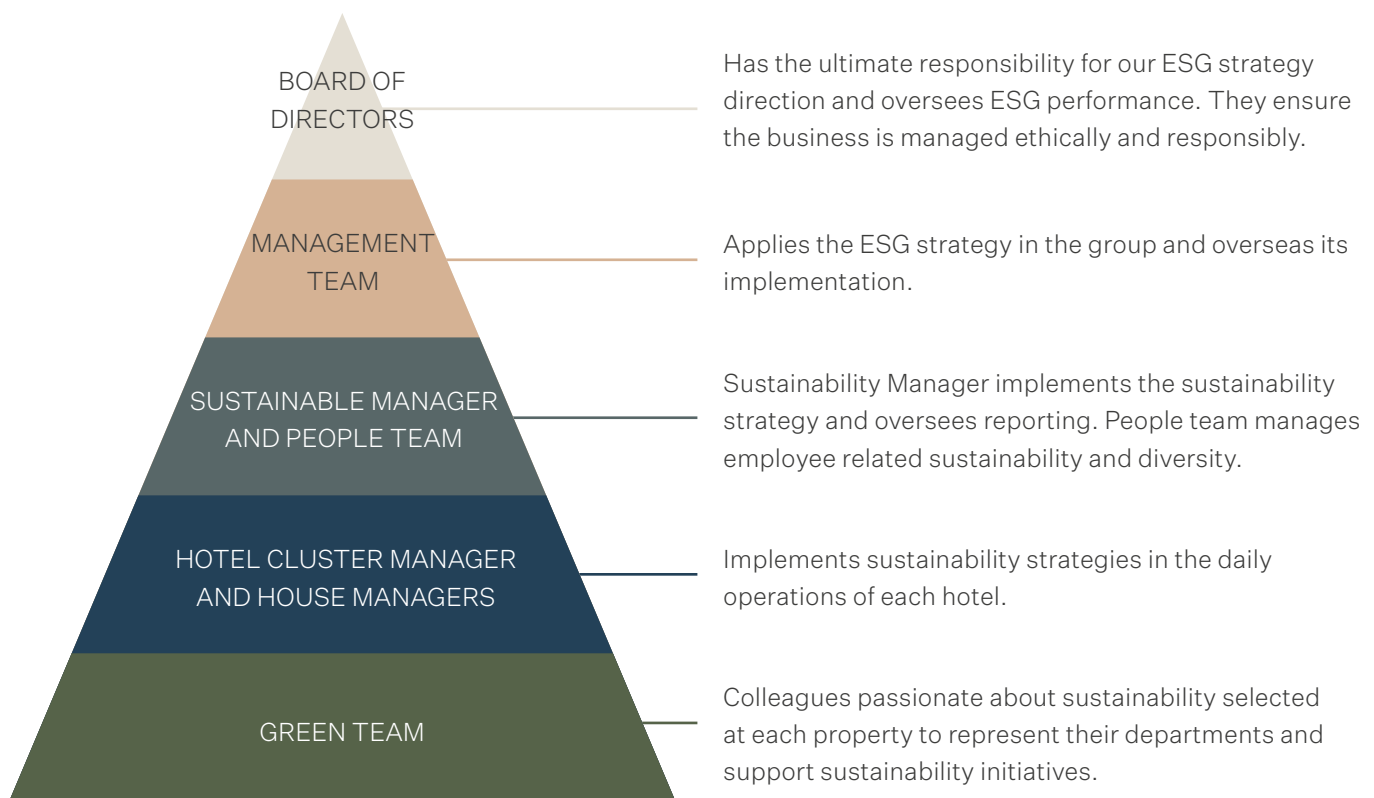 BOARD OF
DIRECTORS
Has the ultimate responsibility for our ESG strategy
direction and oversees ESG performance. They ensure
the business is managed ethically and responsibly.
MANAGEMENT
TEAM
Applies the ESG strategy in the group and overseas its
implementation.
SUSTAINABLE MANAGER
AND PEOPLE TEAM
Sustainability Manager implements the sustainability
strategy and oversees reporting. People team manages
employee related sustainability and diversity.
HOTEL CLUSTER MANAGER
AND HOUSE MANAGERS
Implements sustainability strategies in the daily
operations of each hotel.
GREEN TEAM
Colleagues passionate about sustainability selected
at each property to represent their departments and
support sustainability initiatives.